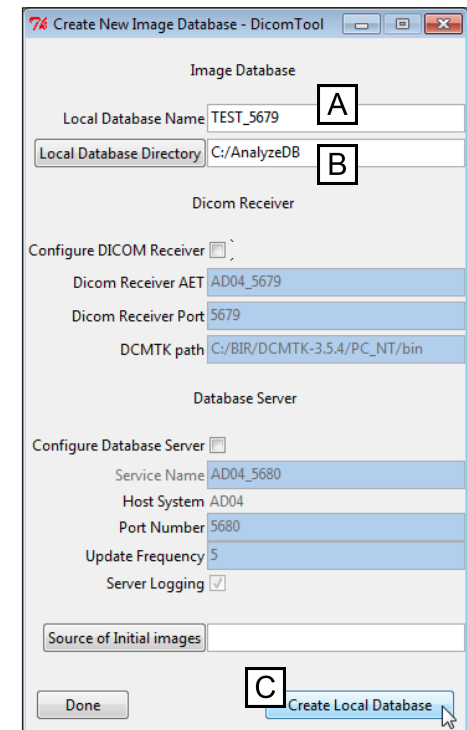 Create New Image Database - DicomTool
Image Database
A
Local Database Name TEST_5679
Local Database Directory C:/AnalyzeDB
B
Dicom Receiver
Configure DICOM Receiver
Dicom Receiver AET AD04_5679
Dicom Receiver Port 5679
DCMTK path C:/BIR/DCMTK-3.5.4/PC_NT/bin
Database Server
Configure Database Server
Service Name AD04_5680
Host System AD04
Port Number 5680
Update Frequency 5
Server Logging
Source of Initial images
C
Done Create Local Database